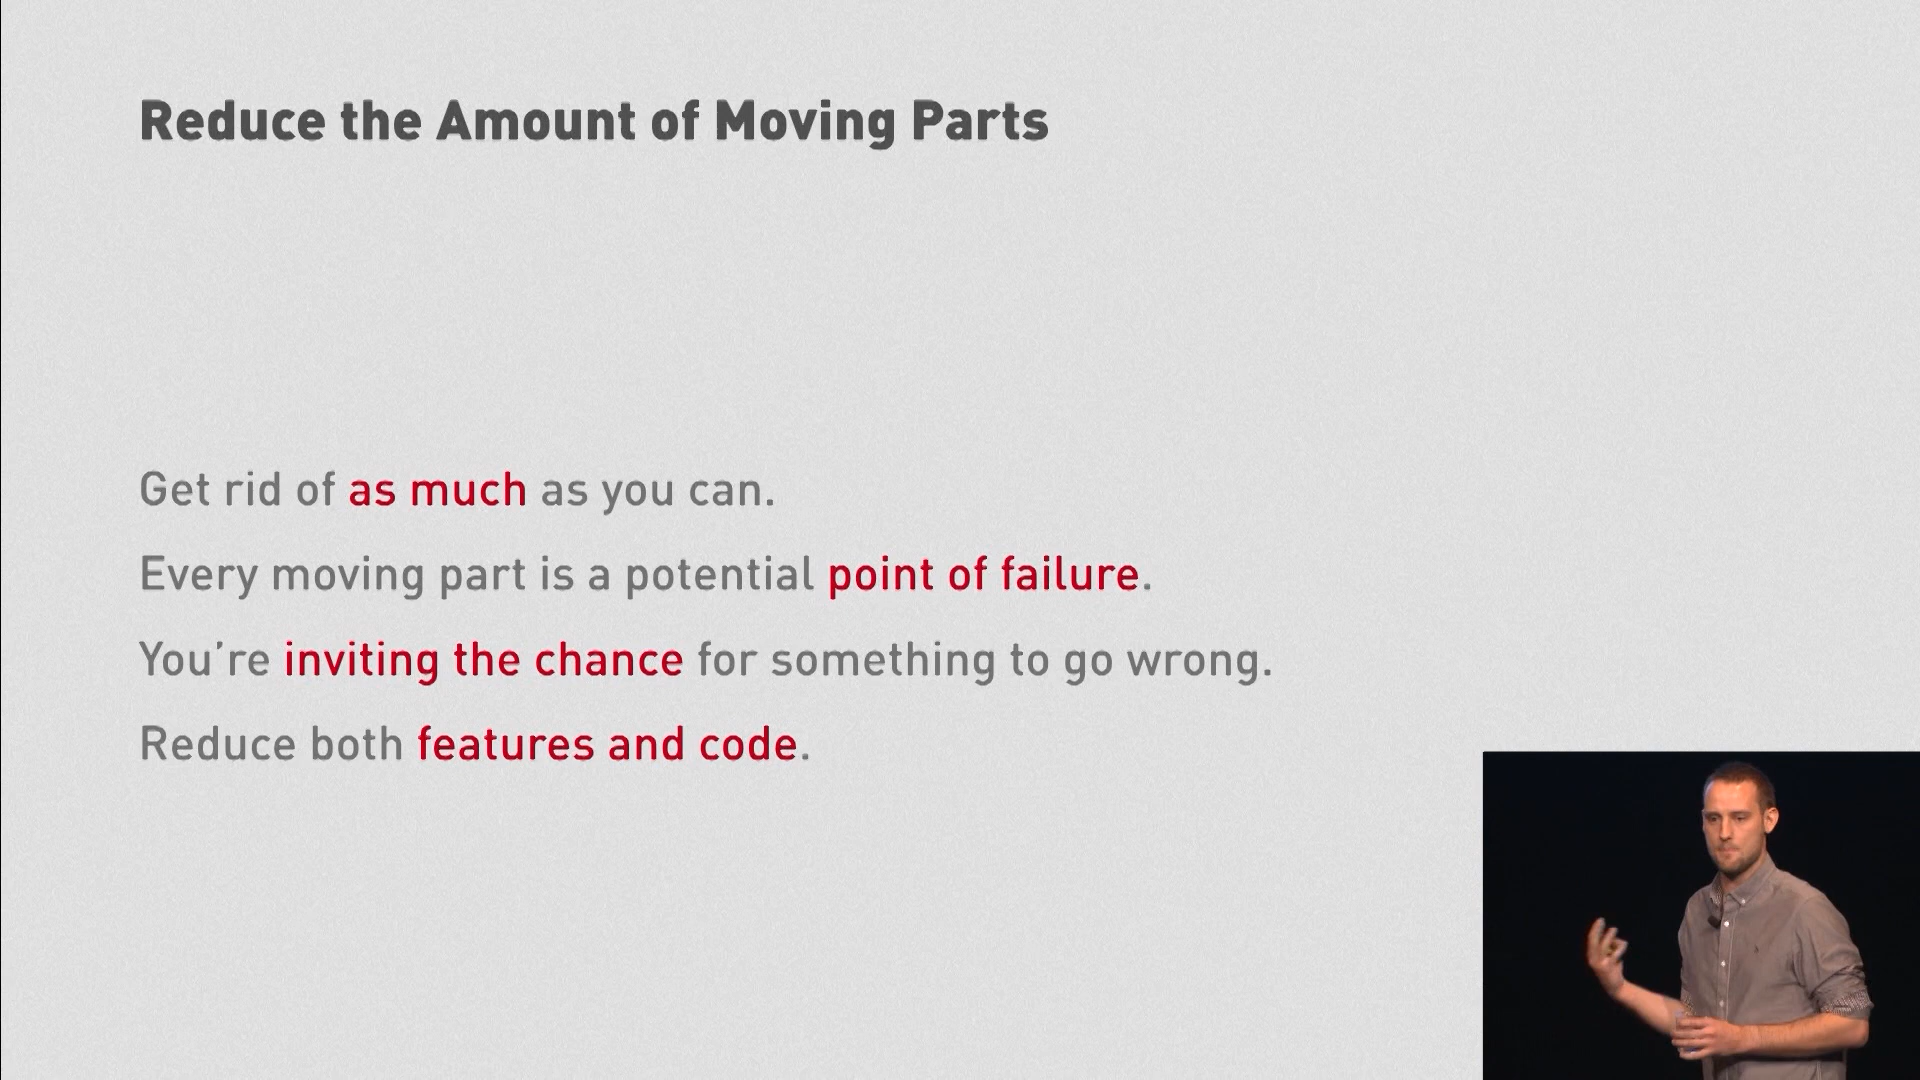 Reduce the Amount of Moving Parts
Get rid of as much as you can.
Every moving part is a potential point of failure.
You’re inviting the chance for something to go wrong.
Reduce both features and code.